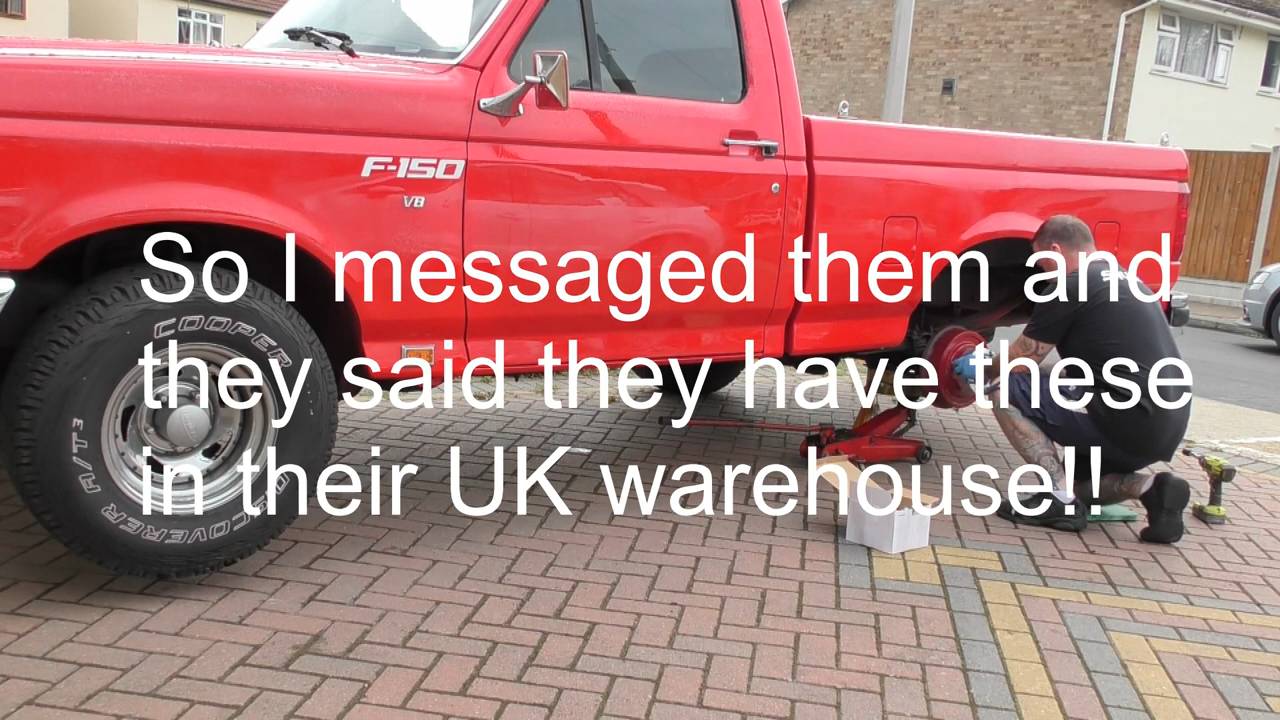 F-150
V8
So I messaged them and
they said they have these
in their UK warehouse!!
COOPER
DISCOVERER A/T³